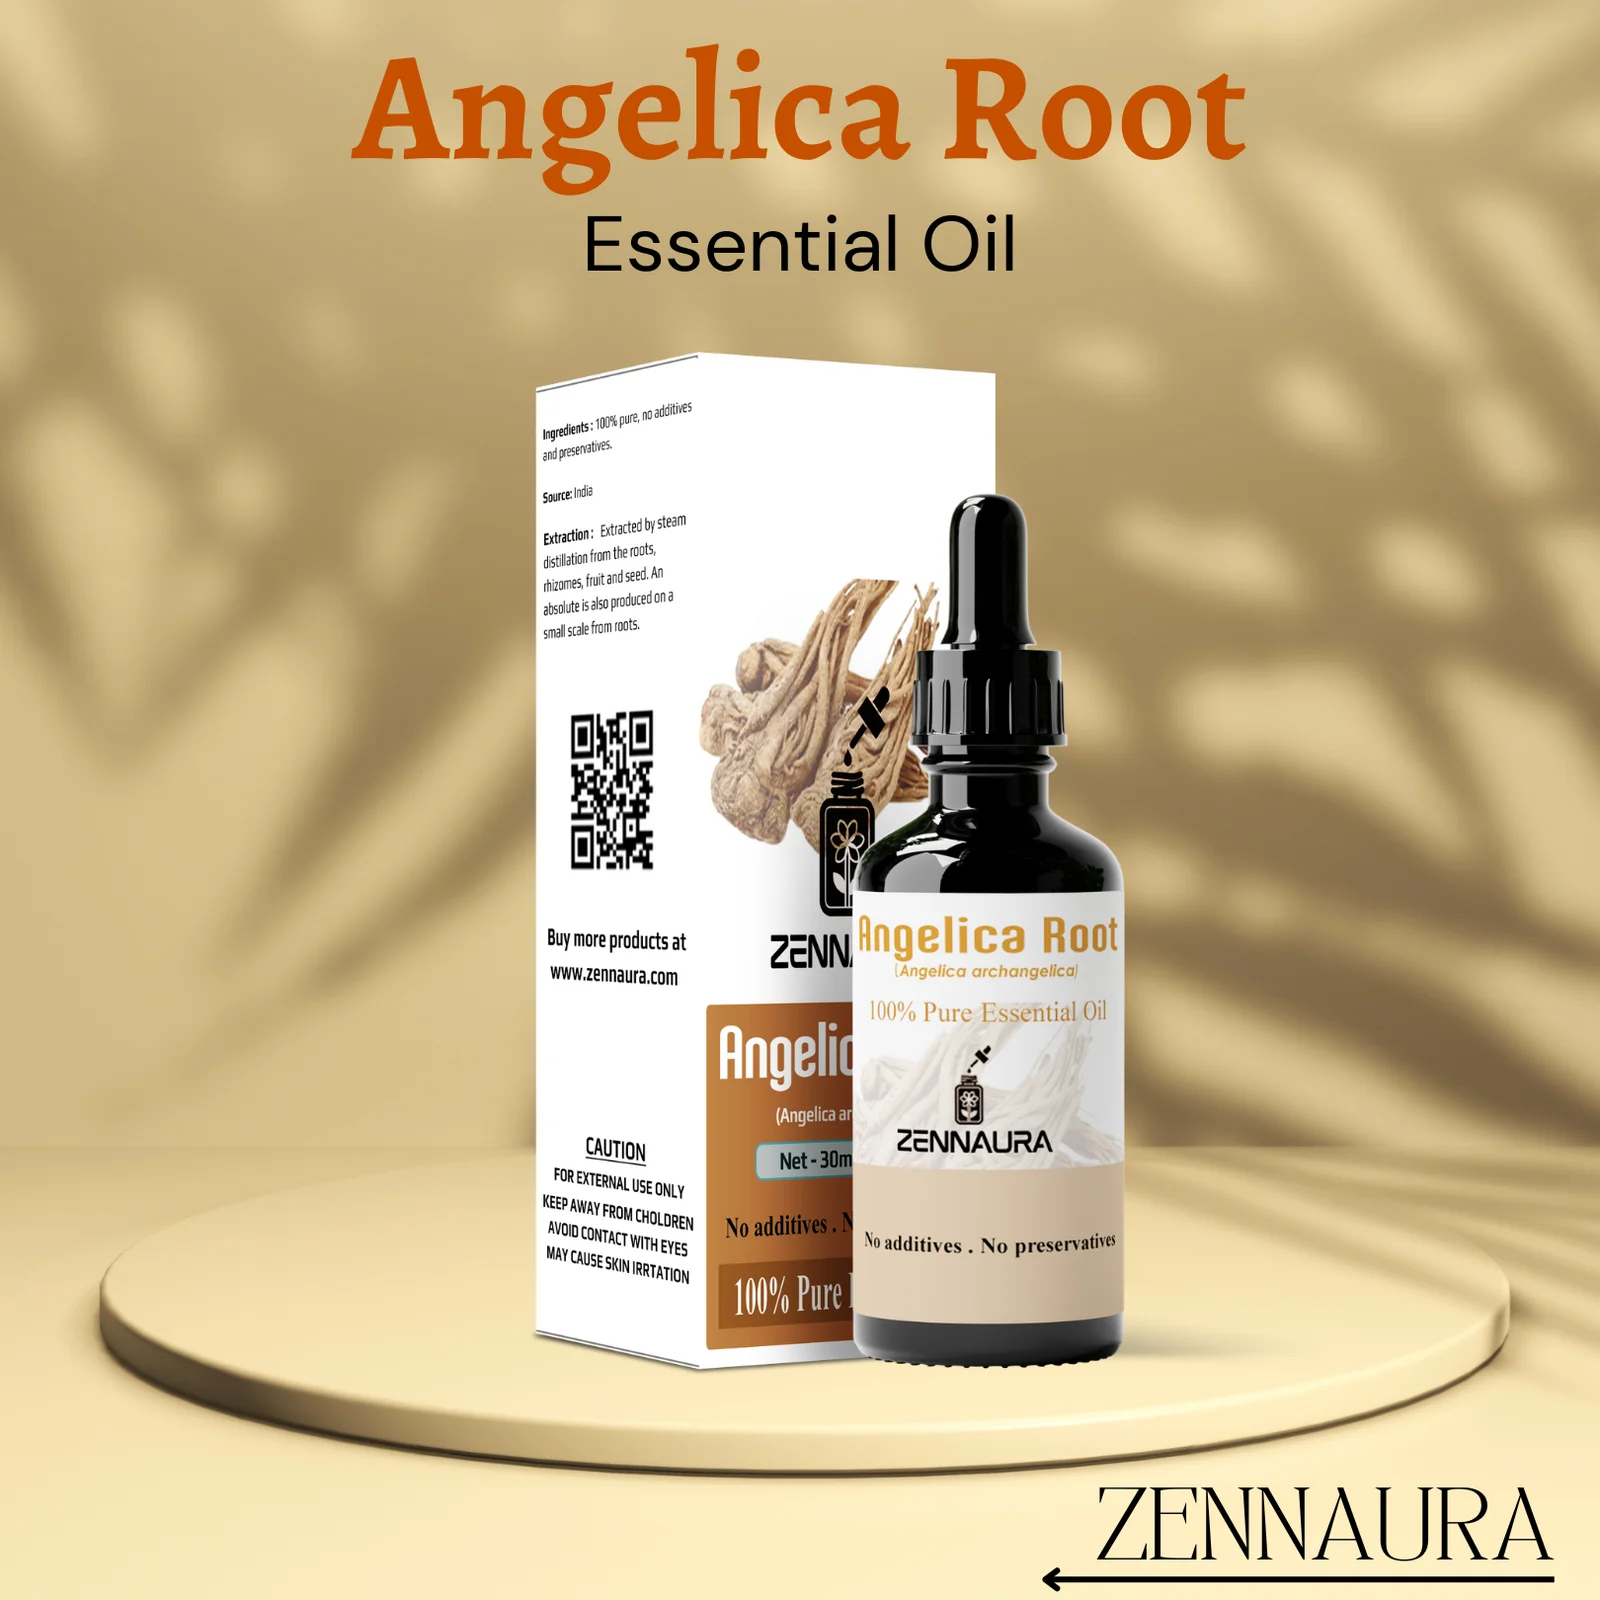 Angelica Root
Essential Oil
Ingredients : 100% pure, no additives
and preservatives.
Source: India
Extraction : Extracted by steam
distillation from the roots,
rhizomes, fruit and seed. An
absolute is also produced on a
small scale from roots.
Buy more products at
www.zennaura.com
CAUTION
FOR EXTERNAL USE ONLY
KEEP AWAY FROM CHOLDREN
AVOID CONTACT WITH EYES
MAY CAUSE SKIN IRRTATION
ZENNA
Angelic
(Angelica ar
Net - 30m
No additives . N
100% Pure
Angelica Root
(Angelica archangelica)
100% Pure Essential Oil
ZENNAURA
No additives . No preservatives
ZENNAURA